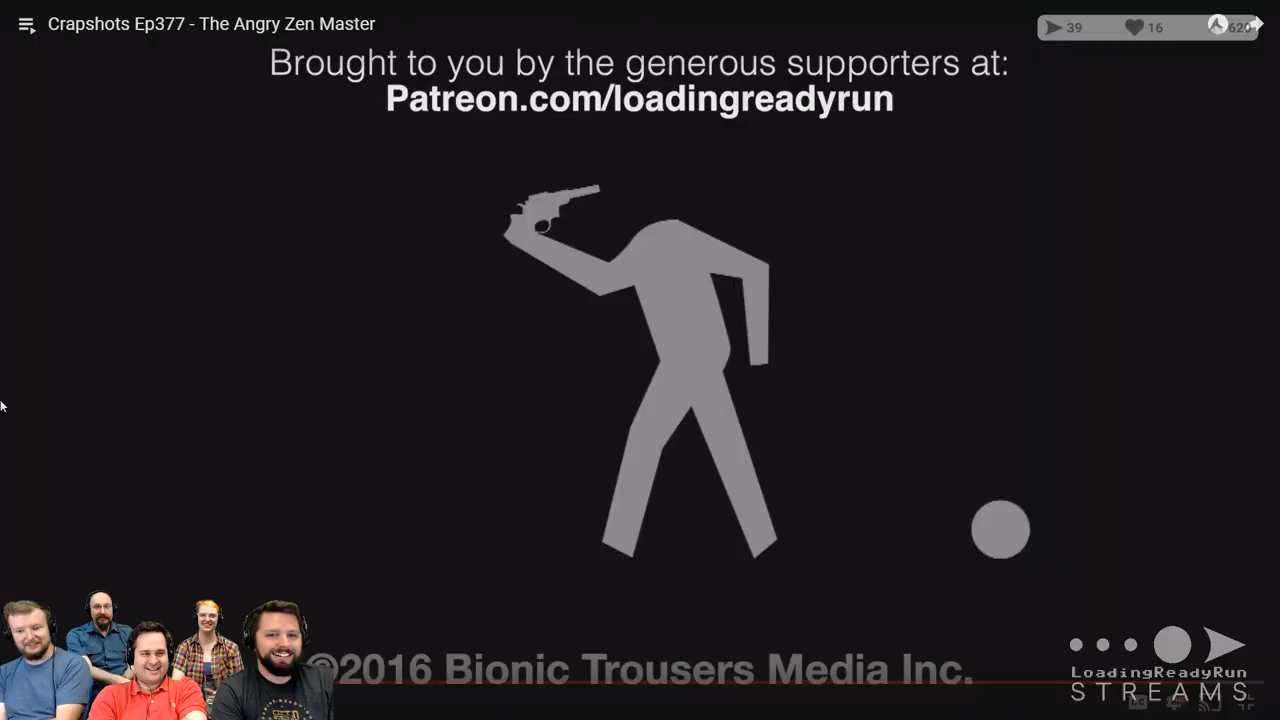 Crapshots Ep377 - The Angry Zen Master
39 16 620
Brought to you by the generous supporters at:
Patreon.com/loadingreadyrun
©2016 Bionic Trousers Media Inc.
LoadingReadyRun
STREAMS